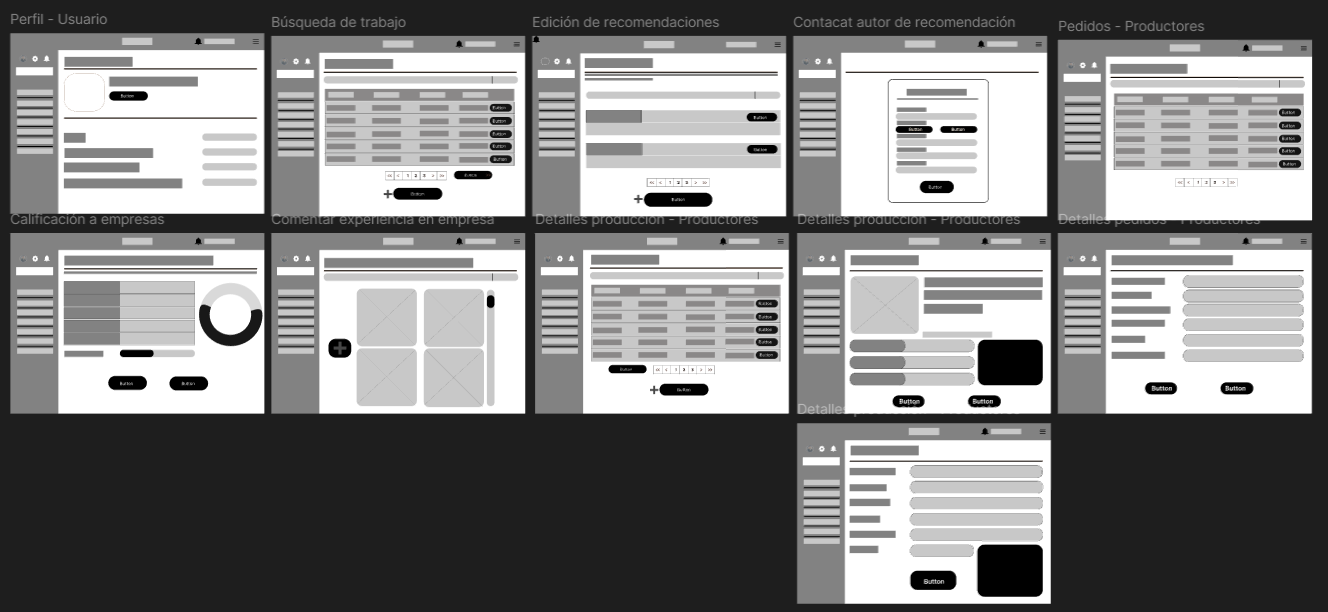 Perfil - Usuario
Búsqueda de trabajo
Edición de recomendaciones
Contacat autor de recomendación
Pedidos - Productores
Button
Button
Button
Button
Button
Button
<< < 1 2 3 > >>
Button
Button
Button
<< < 1 2 3 > >>
Button
Button
Button
Button
Button
Button
Button
Button
Button
<< < 1 2 3 > >>
Calificación a empresas
Comentar experiencia en empresa
Detalles producción - Productores
Detalles producción - Productores
Detalles pedidos - Productores
Button
Button
Button
Button
Button
Button
Button
Button
<< < 1 2 3 > >>
Button
Button
Button
Button
Button
Detalles producción - Productores
Button